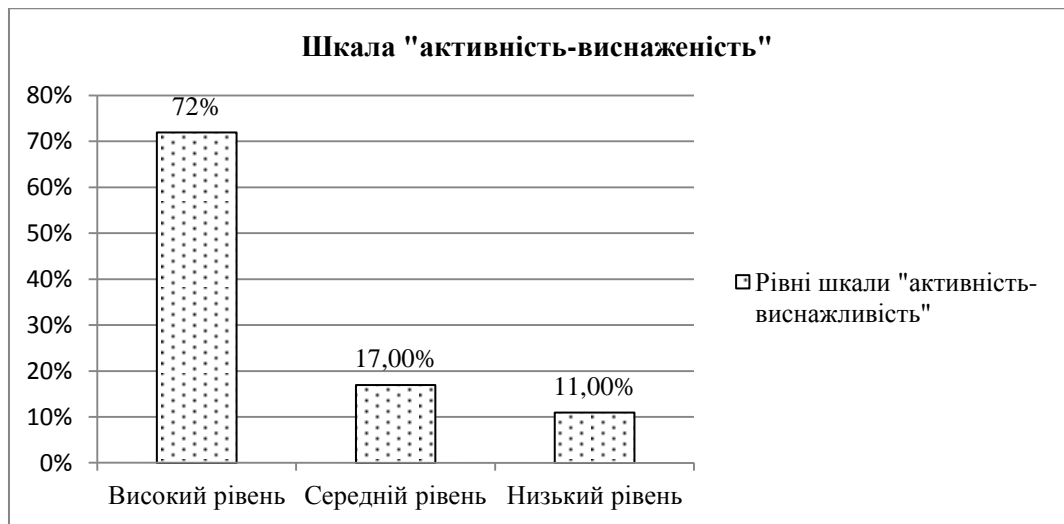 Шкала "активність-виснаженість"
80%
70%
60%
50%
40%
30%
20%
10%
0%
72%
17,00%
11,00%
Високий рівень
Середній рівень
Низький рівень
Рівні шкали "активність-
виснажливість"